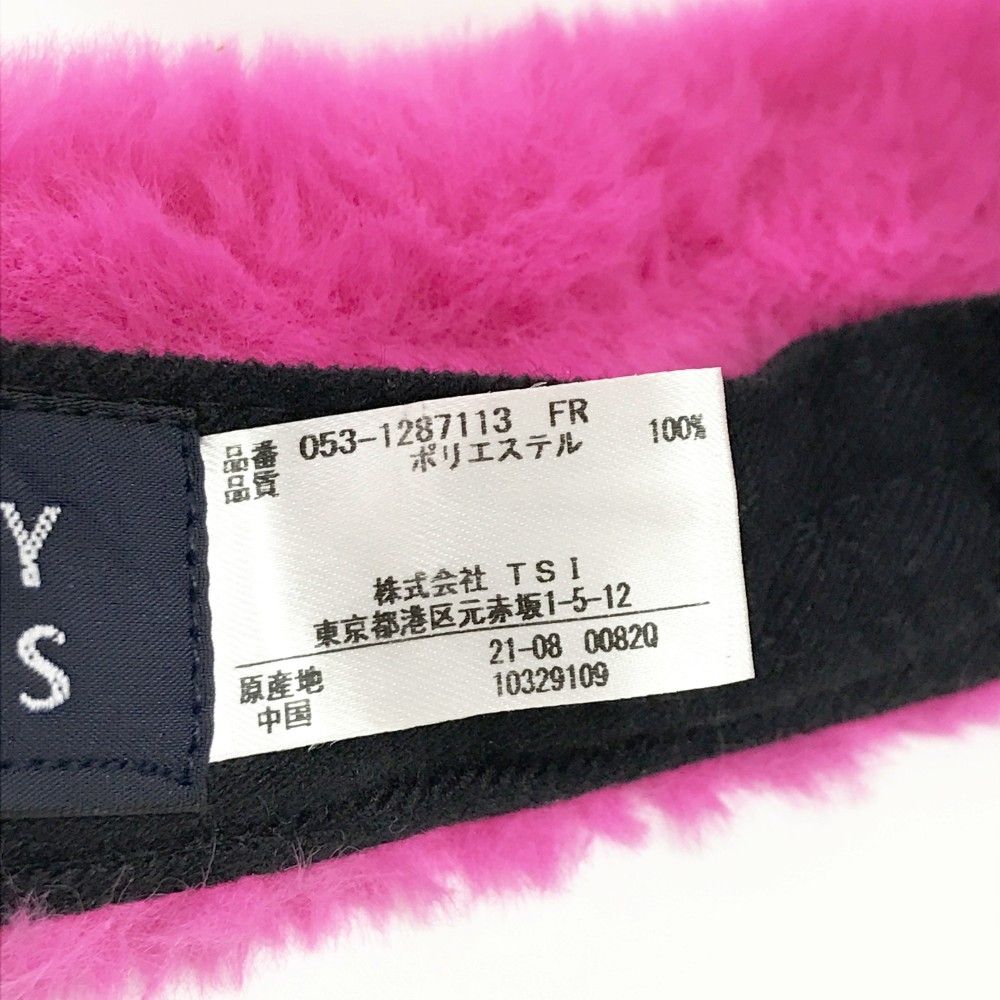 Y
S
品番 053-1287113 FR
品質 ポリエステル 100%
株式会社 TSI
東京都港区元赤坂1-5-12
21-08 0082Q
原産地 10329109
中国